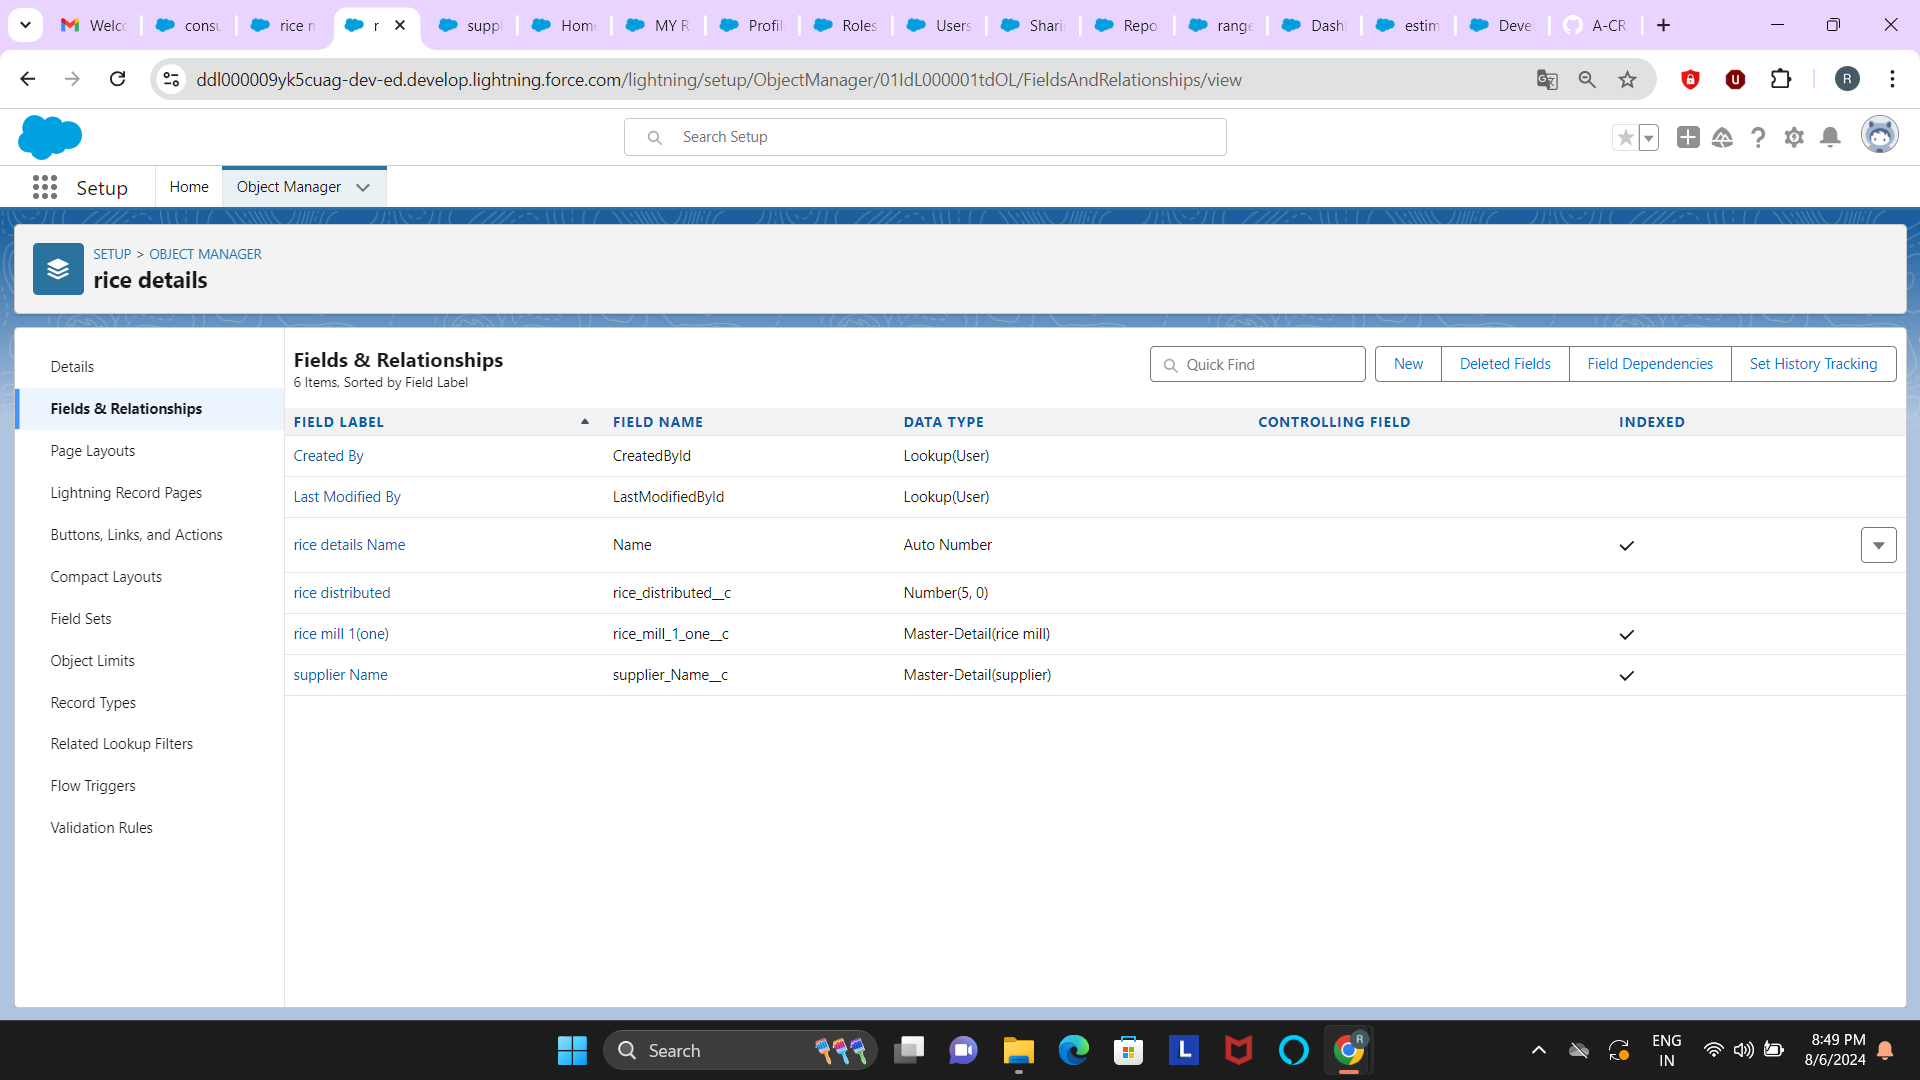 Welco
consu
rice m
r
suppl
Home
MY R
Profil
Roles
Users
Shari
Repo
range
Dash
estim
Devel
A-CR
ddl000009yk5cuag-dev-ed.develop.lightning.force.com/lightning/setup/ObjectManager/01IdL000001tdOL/FieldsAndRelationships/view
R
Search Setup
Setup
Home
Object Manager
SETUP > OBJECT MANAGER
rice details
Details
Fields & Relationships
Page Layouts
Lightning Record Pages
Buttons, Links, and Actions
Compact Layouts
Field Sets
Object Limits
Record Types
Related Lookup Filters
Flow Triggers
Validation Rules
Fields & Relationships
6 Items, Sorted by Field Label
Quick Find
New
Deleted Fields
Field Dependencies
Set History Tracking
FIELD LABEL FIELD NAME DATA TYPE CONTROLLING FIELD INDEXED
Created By CreatedById Lookup(User)
Last Modified By LastModifiedById Lookup(User)
rice details Name Name Auto Number
rice distributed rice_distributed__c Number(5, 0)
rice mill 1(one) rice_mill_1_one__c Master-Detail(rice mill)
supplier Name supplier_Name__c Master-Detail(supplier)
Search
L
R
ENG
IN
8:49 PM
8/6/2024